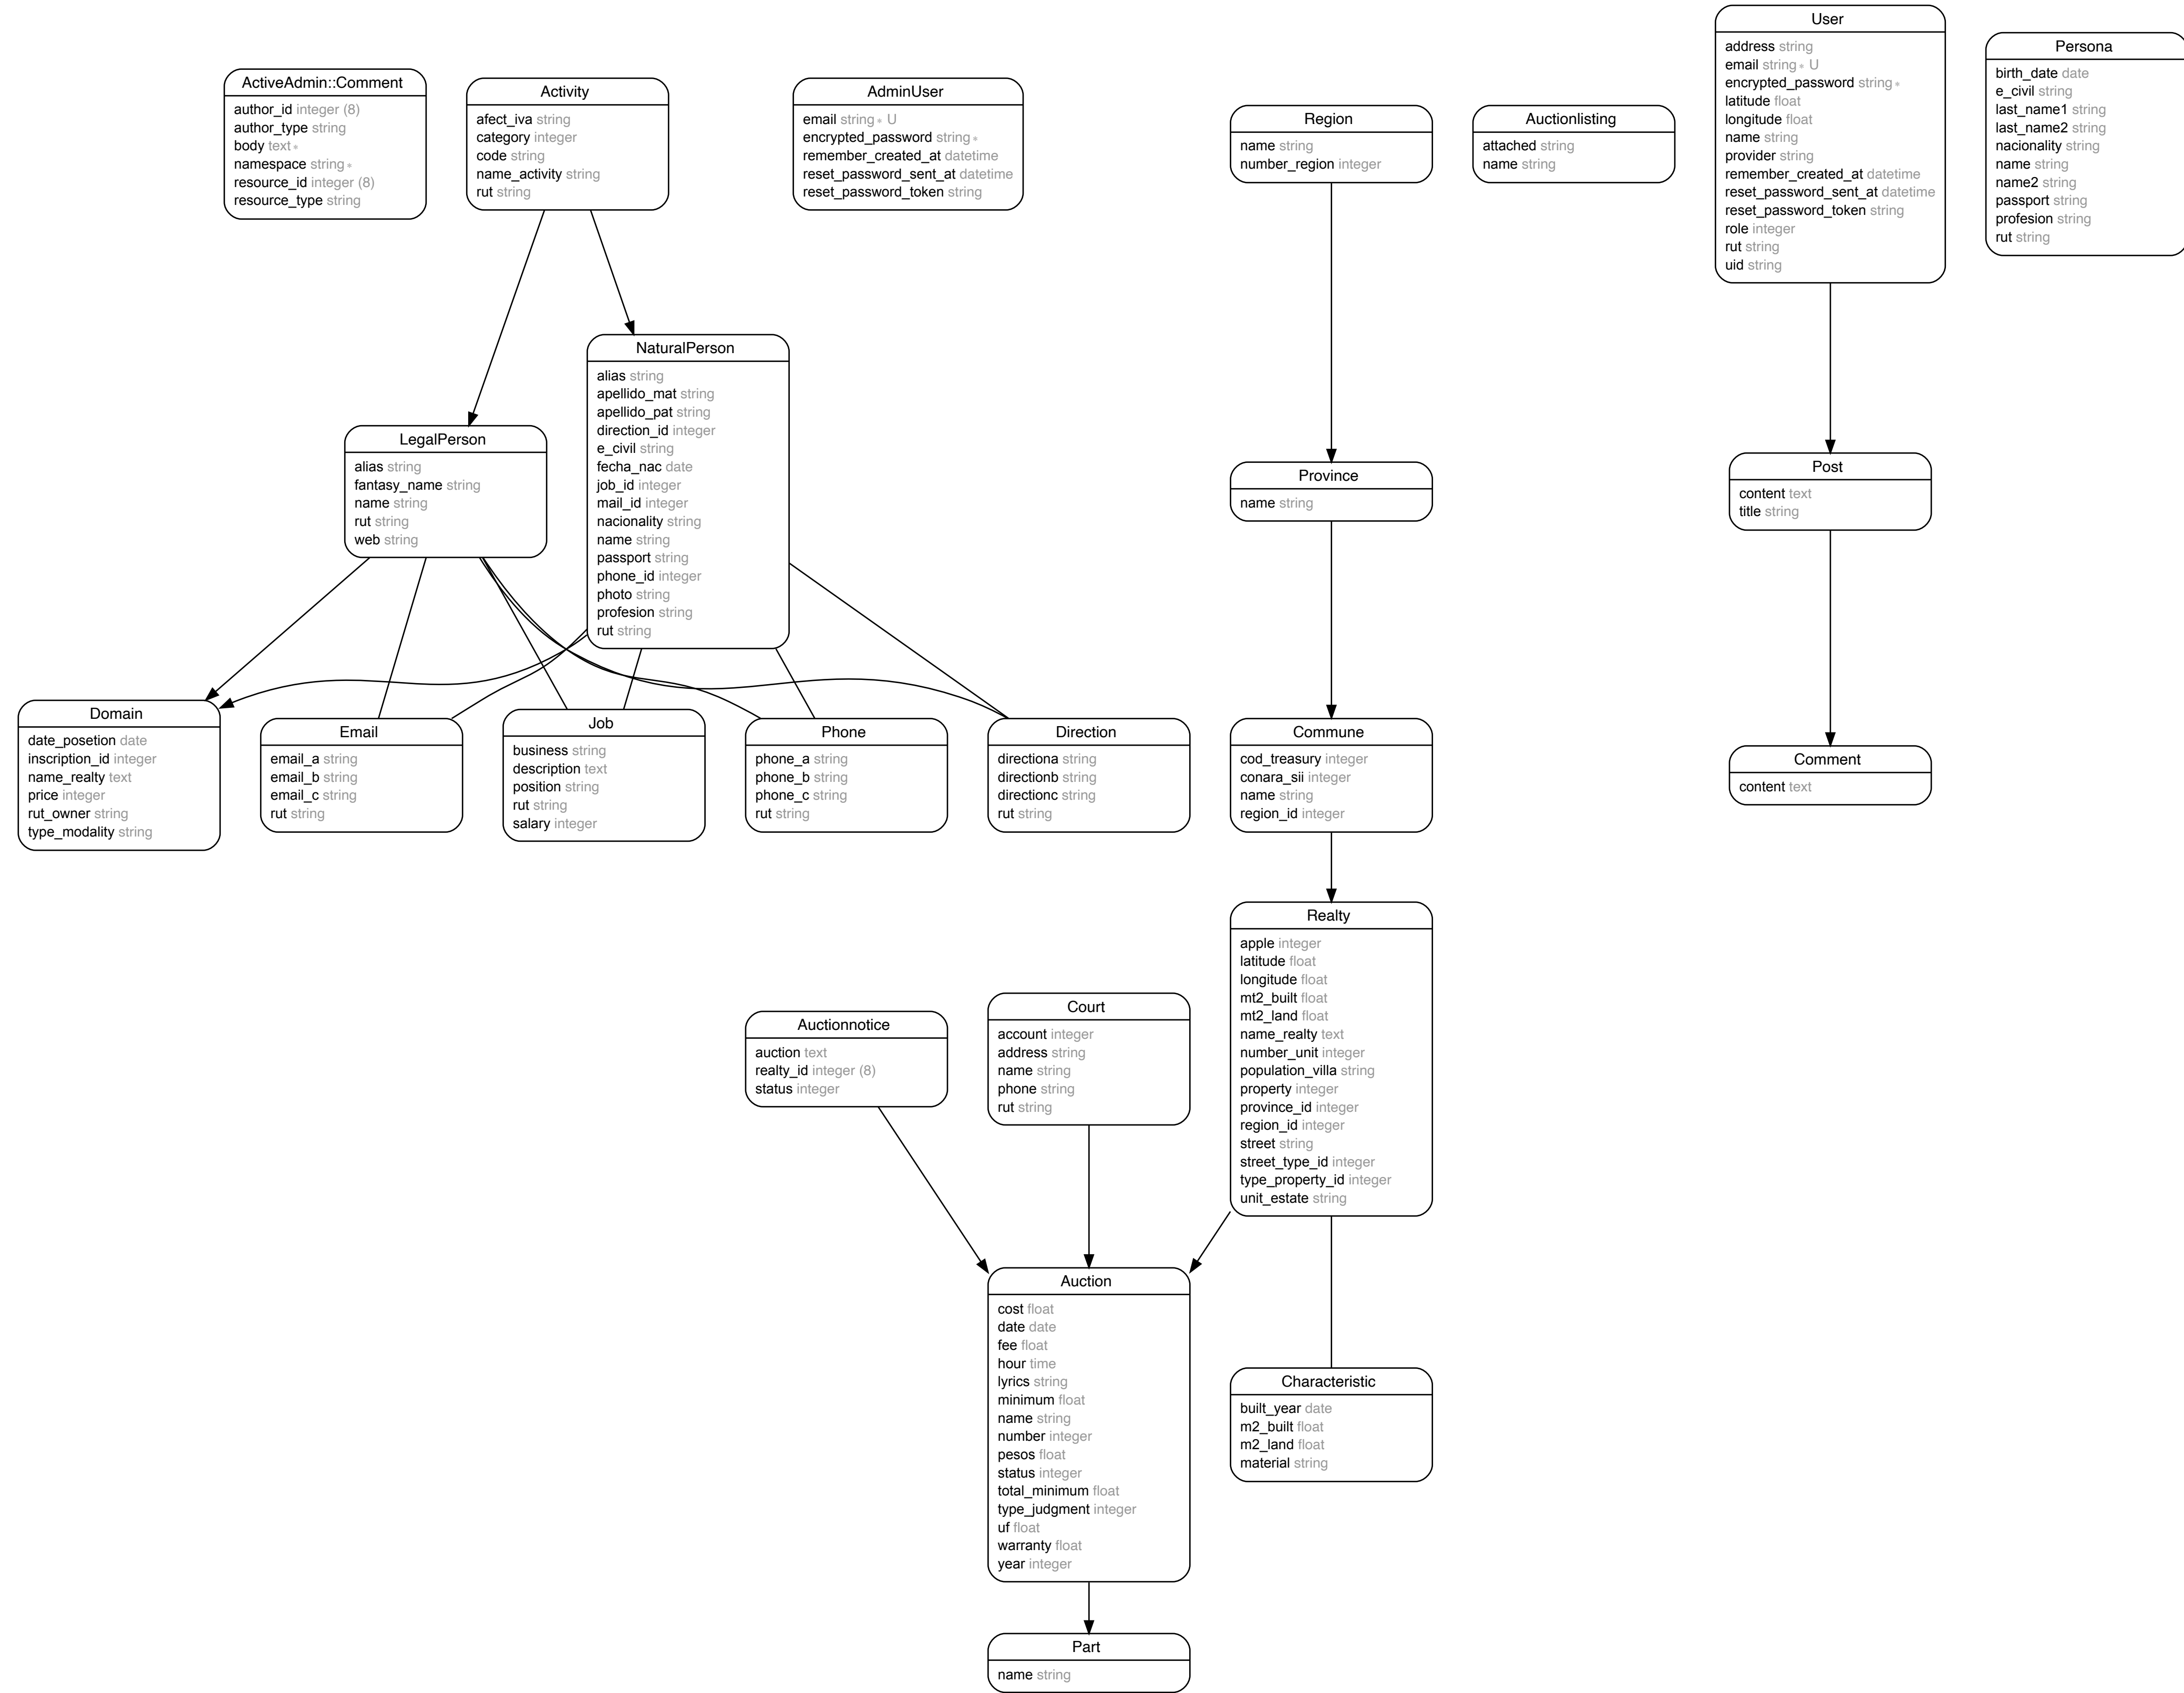 ActiveAdmin::Comment
author_id integer (8)
author_type string
body text *
namespace string *
resource_id integer (8)
resource_type string
Activity
afect_iva string
category integer
code string
name_activity string
rut string
AdminUser
email string * U
encrypted_password string *
remember_created_at datetime
reset_password_sent_at datetime
reset_password_token string
Region
name string
number_region integer
Auctionlisting
attached string
name string
User
address string
email string * U
encrypted_password string *
latitude float
longitude float
name string
provider string
remember_created_at datetime
reset_password_sent_at datetime
reset_password_token string
role integer
rut string
uid string
Persona
birth_date date
e_civil string
last_name1 string
last_name2 string
nacionality string
name string
name2 string
passport string
profesion string
rut string
NaturalPerson
alias string
apellido_mat string
apellido_pat string
direction_id integer
e_civil string
fecha_nac date
job_id integer
mail_id integer
nacionality string
name string
passport string
phone_id integer
photo string
profesion string
rut string
LegalPerson
alias string
fantasy_name string
name string
rut string
web string
Province
name string
Post
content text
title string
Domain
date_posetion date
inscription_id integer
name_realty text
price integer
rut_owner string
type_modality string
Email
email_a string
email_b string
email_c string
rut string
Job
business string
description text
position string
rut string
salary integer
Phone
phone_a string
phone_b string
phone_c string
rut string
Direction
directiona string
directionb string
directionc string
rut string
Commune
cod_treasury integer
conara_sii integer
name string
region_id integer
Comment
content text
Realty
apple integer
latitude float
longitude float
mt2_built float
mt2_land float
name_realty text
number_unit integer
population_villa string
property integer
province_id integer
region_id integer
street string
street_type_id integer
type_property_id integer
unit_estate string
Auctionnotice
auction text
realty_id integer (8)
status integer
Court
account integer
address string
name string
phone string
rut string
Auction
cost float
date date
fee float
hour time
lyrics string
minimum float
name string
number integer
pesos float
status integer
total_minimum float
type_judgment integer
uf float
warranty float
year integer
Characteristic
built_year date
m2_built float
m2_land float
material string
Part
name string